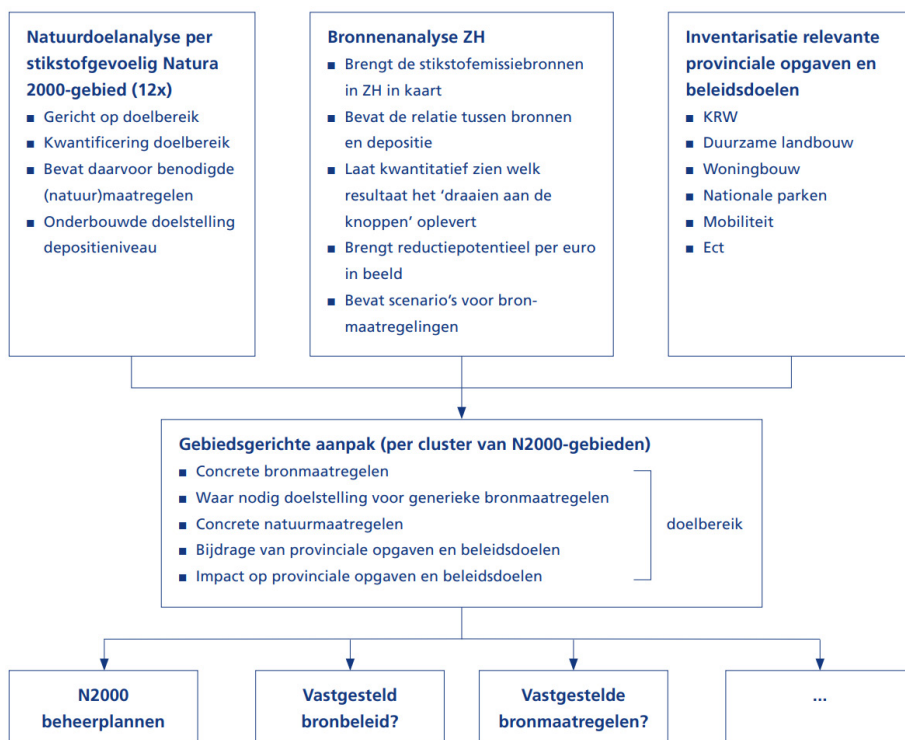 Natuurdoelanalyse per
stikstofgevoelig Natura
2000-gebied (12x)
■ Gericht op doelbereik
■ Kwantificering doelbereik
■ Bevat daarvoor benodigde
(natuur)maatregelen
■ Onderbouwde doelstelling
depositieniveau
Bronnenanalyse ZH
■ Brengt de stikstofemissiebronnen
in ZH in kaart
■ Bevat de relatie tussen bronnen
en depositie
■ Laat kwantitatief zien welk
resultaat het ‘draaien aan de
knoppen’ oplevert
■ Brengt reductiepotentieel per euro
in beeld
■ Bevat scenario’s voor bron-
maatregelingen
Inventarisatie relevante
provinciale opgaven en
beleidsdoelen
■ KRW
■ Duurzame landbouw
■ Woningbouw
■ Nationale parken
■ Mobiliteit
■ Ect
Gebiedsgerichte aanpak (per cluster van N2000-gebieden)
■ Concrete bronmaatregelen
■ Waar nodig doelstelling voor generieke bronmaatregelen
■ Concrete natuurmaatregelen
■ Bijdrage van provinciale opgaven en beleidsdoelen
■ Impact op provinciale opgaven en beleidsdoelen
doelbereik
N2000
beheerplannen
Vastgesteld
bronbeleid?
Vastgestelde
bronmaatregelen?
...